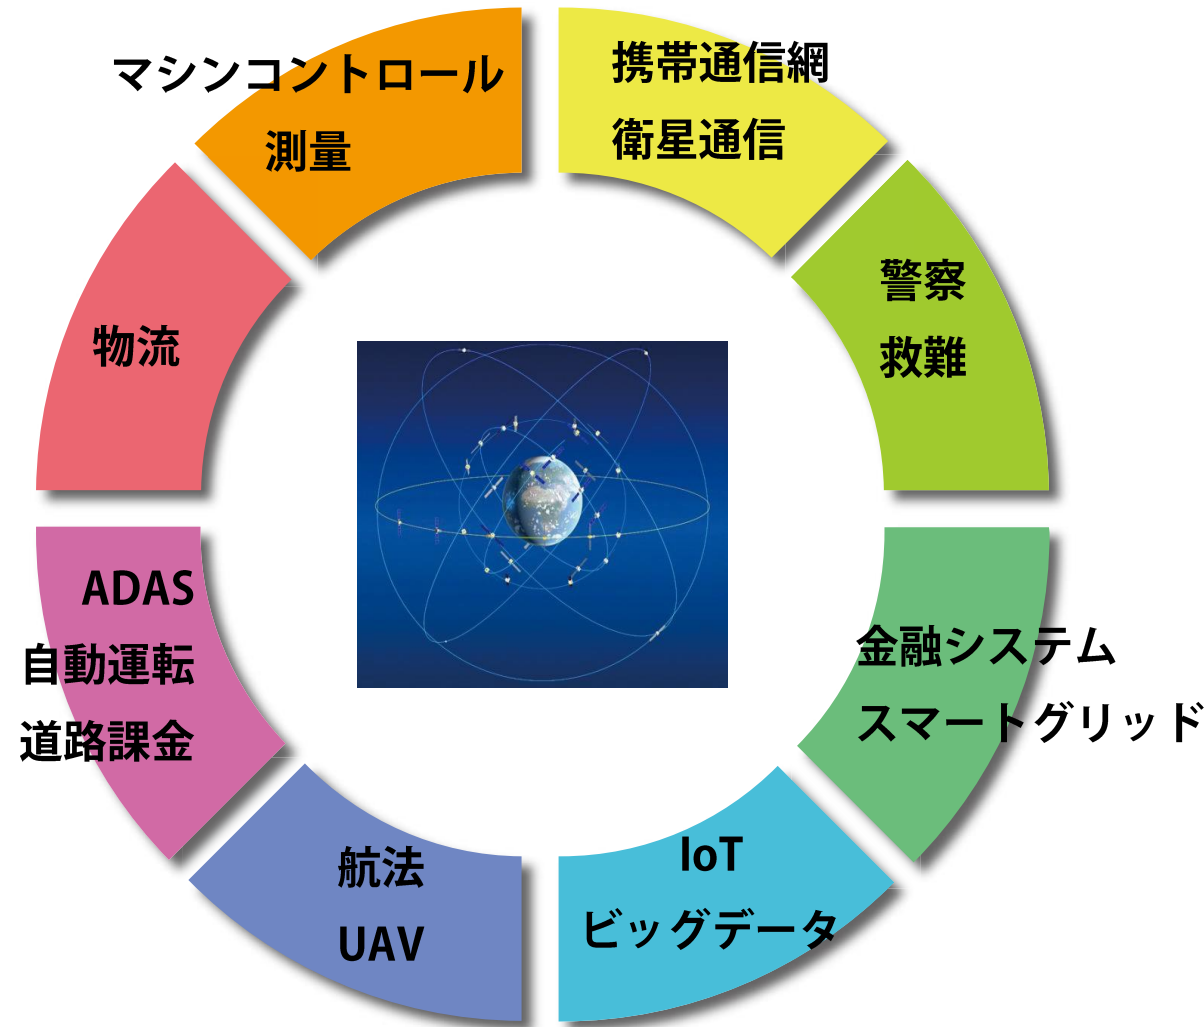 マシンコントロール
測量
携帯通信網
衛星通信
警察
救難
金融システム
スマートグリッド
IoT
ビッグデータ
航法
UAV
ADAS
自動運転
道路課金
物流